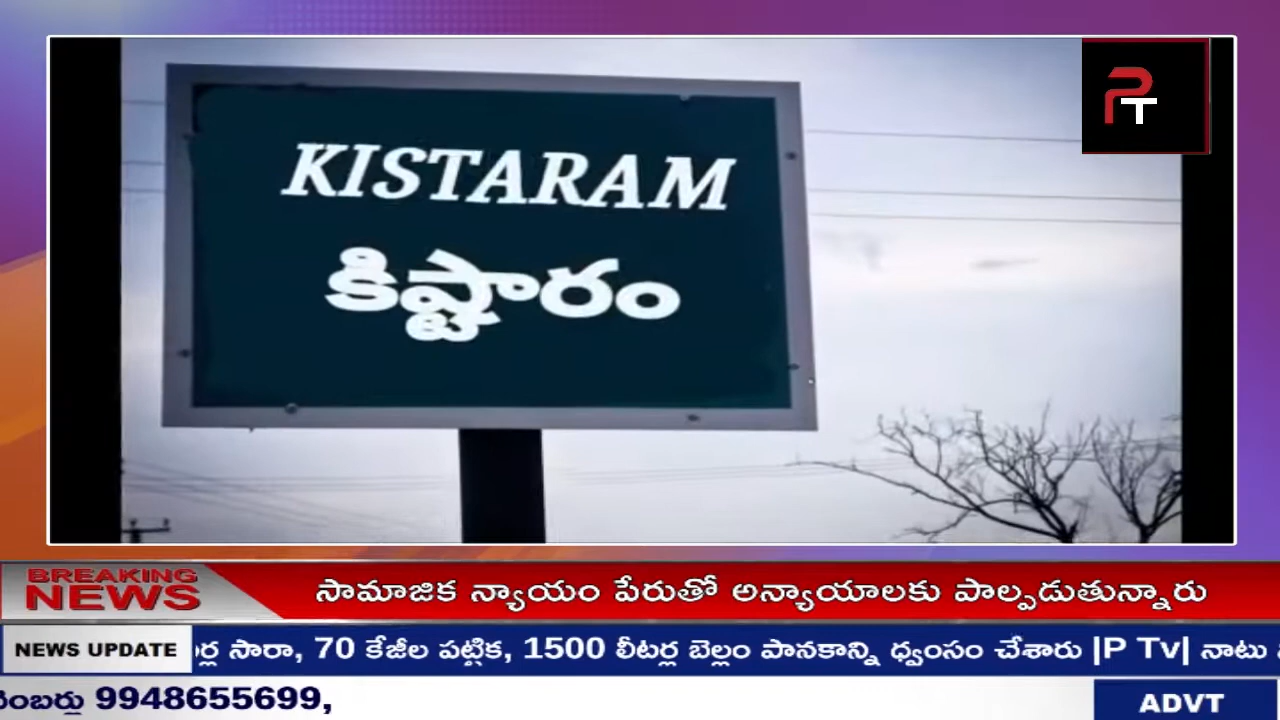 PT
KISTARAM
కిష్టారం
BREAKING
NEWS
సామాజిక న్యాయం పేరుతో అన్యాయాలకు పాల్పడుతున్నారు
NEWS UPDATE
సారా, 70 కేజీల పట్టిక, 1500 లీటర్ల బెల్లం పానకాన్ని ధ్వంసం చేశారు |P Tv| నాటు
9948655699,
ADVT